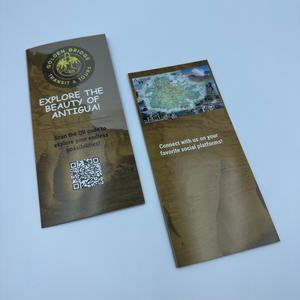 GOLDEN BRIDGE
TRANSIT & TOURS
EXPLORE THE
BEAUTY OF
ANTIGUA!
Scan the QR code to
explore your endless
possibilities!
Connect with us on your
favorite social platforms!